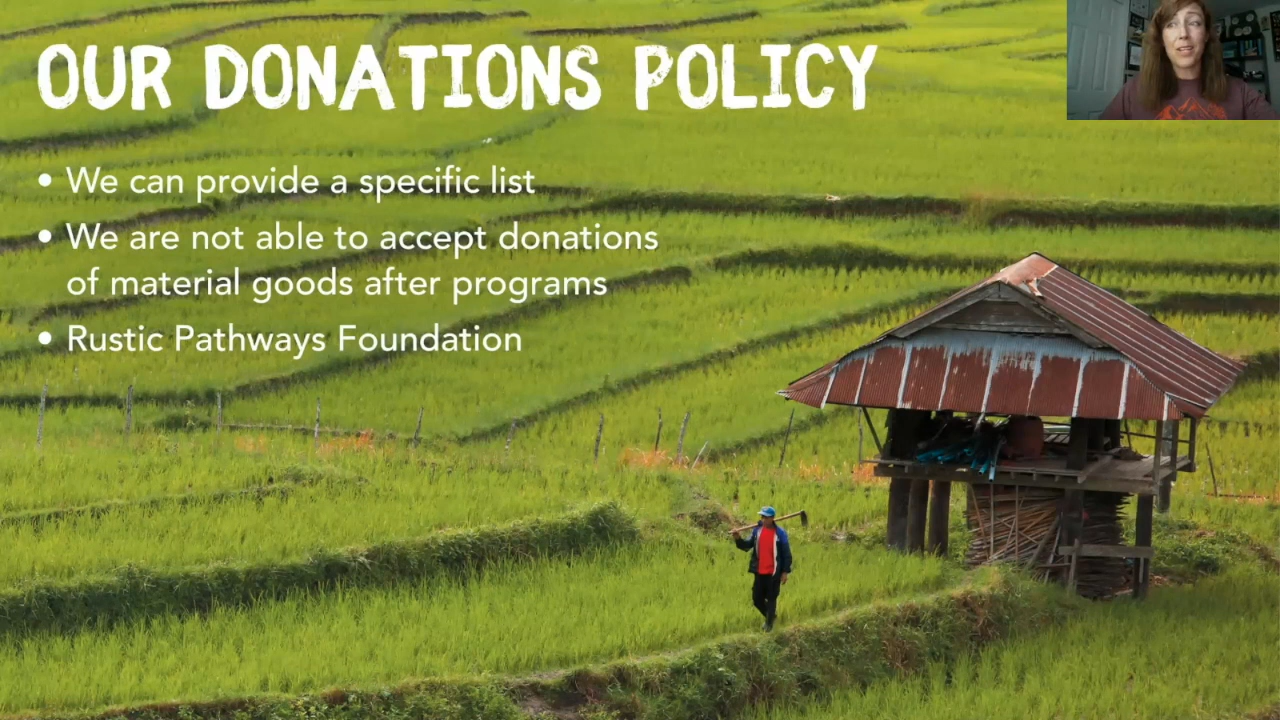 OUR DONATIONS POLICY
• We can provide a specific list
• We are not able to accept donations
of material goods after programs
• Rustic Pathways Foundation